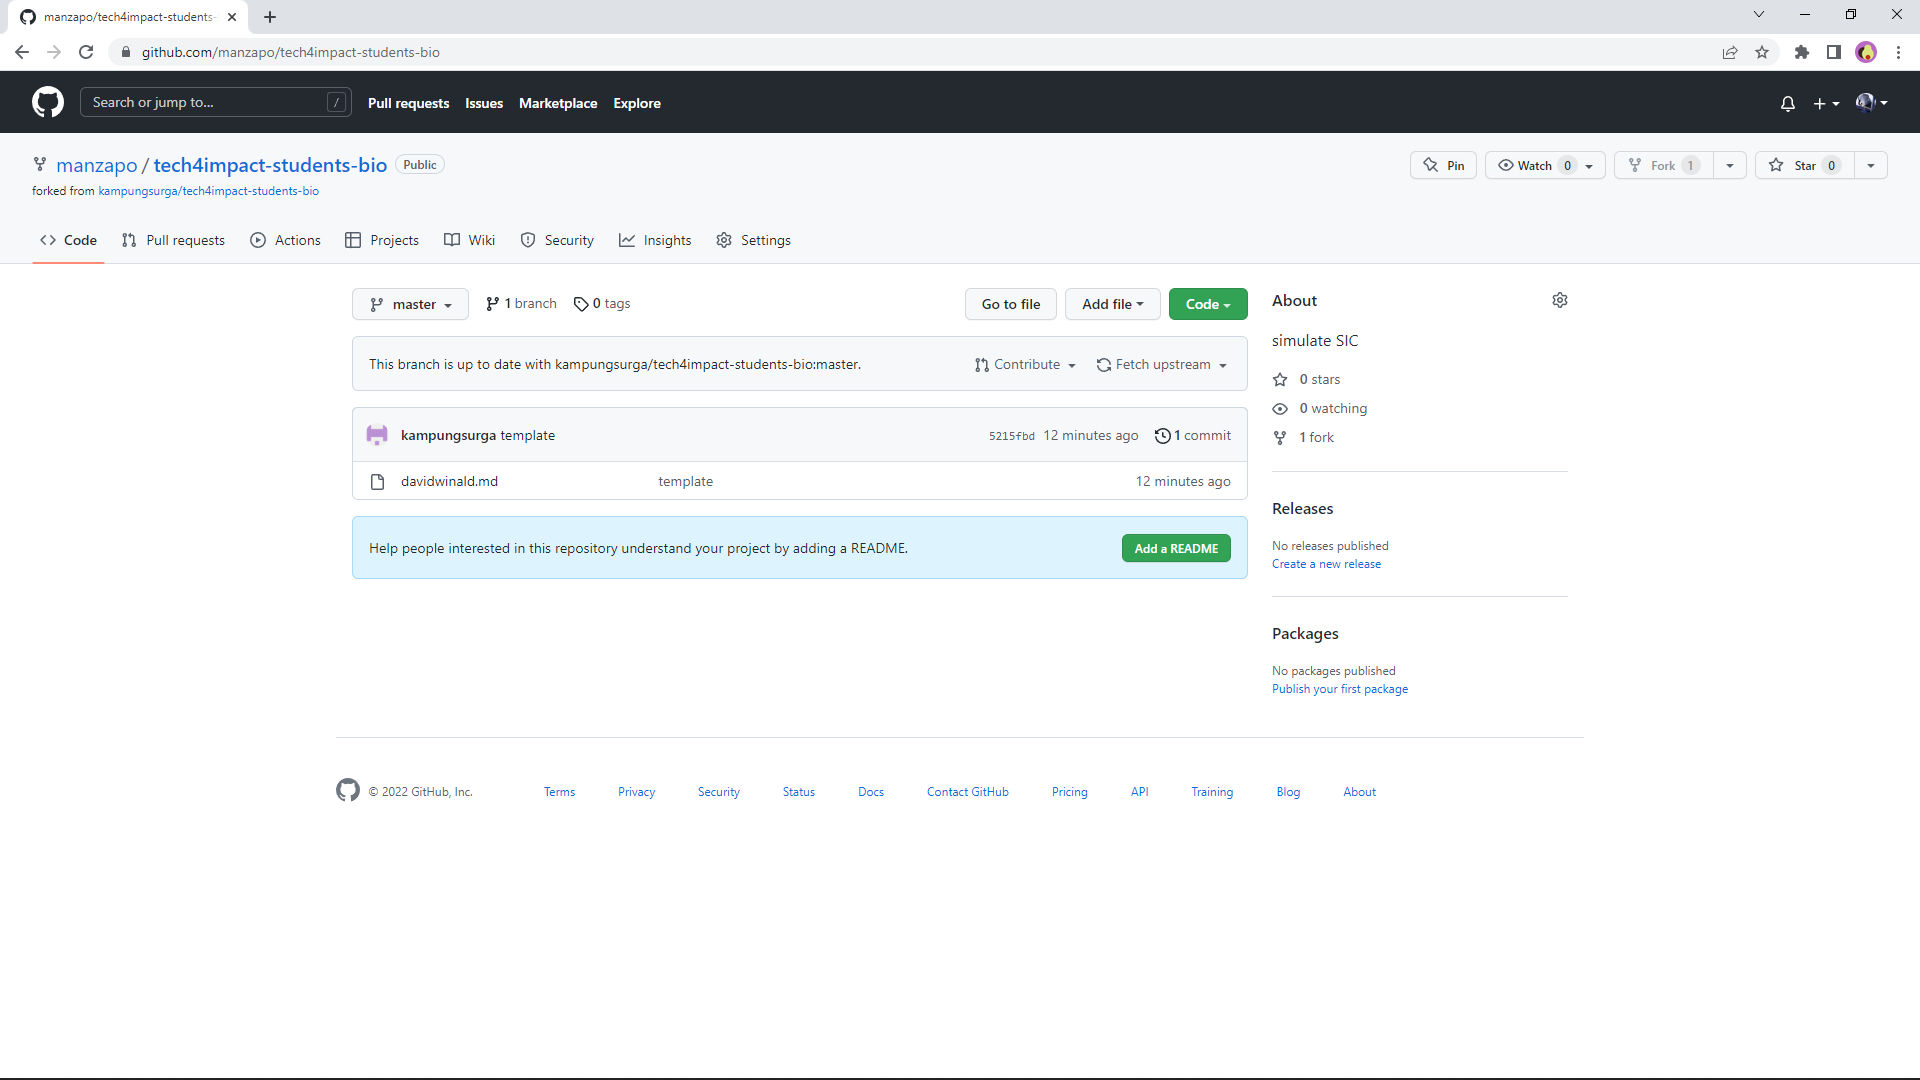 manzapo/tech4impact-students-
github.com/manzapo/tech4impact-students-bio
Search or jump to... / Pull requests Issues Marketplace Explore
manzapo / tech4impact-students-bio Public
Pin Watch 0 Fork 1 Star 0
forked from kampungsurga/tech4impact-students-bio
Code Pull requests Actions Projects Wiki Security Insights Settings
master 1 branch 0 tags Go to file Add file Code
This branch is up to date with kampungsurga/tech4impact-students-bio:master. Contribute Fetch upstream
kampungsurga template 5215fbd 12 minutes ago 1 commit
davidwinald.md template 12 minutes ago
Help people interested in this repository understand your project by adding a README. Add a README
About
simulate SIC
0 stars
0 watching
1 fork
Releases
No releases published
Create a new release
Packages
No packages published
Publish your first package
© 2022 GitHub, Inc. Terms Privacy Security Status Docs Contact GitHub Pricing API Training Blog About